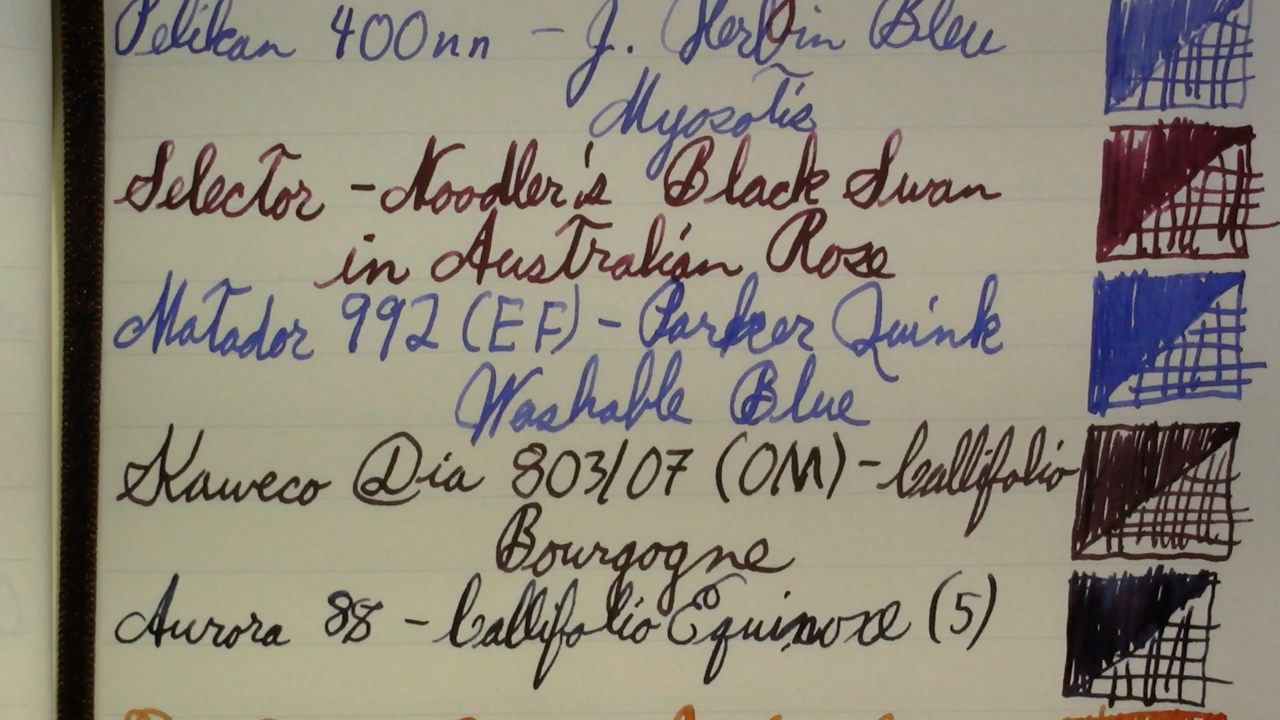 Pelikan 400nn - J. Herbin Bleu
Myosotis
Selector - Noodler's Black Swan
in Australian Rose
Matador 992 (EF) - Parker Quink
Washable Blue
Kaweco Dia 803/07 (OM) - Callifolio
Bourgogne
Aurora 88 - Callifolio Equinoxe (5)